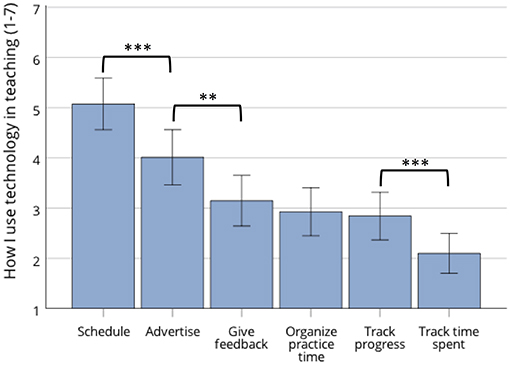 How I use technology in teaching (1-7)
7
6
5
4
3
2
1
***
**
***
Schedule
Advertise
Give
feedback
Organize
practice
time
Track
progress
Track time
spent